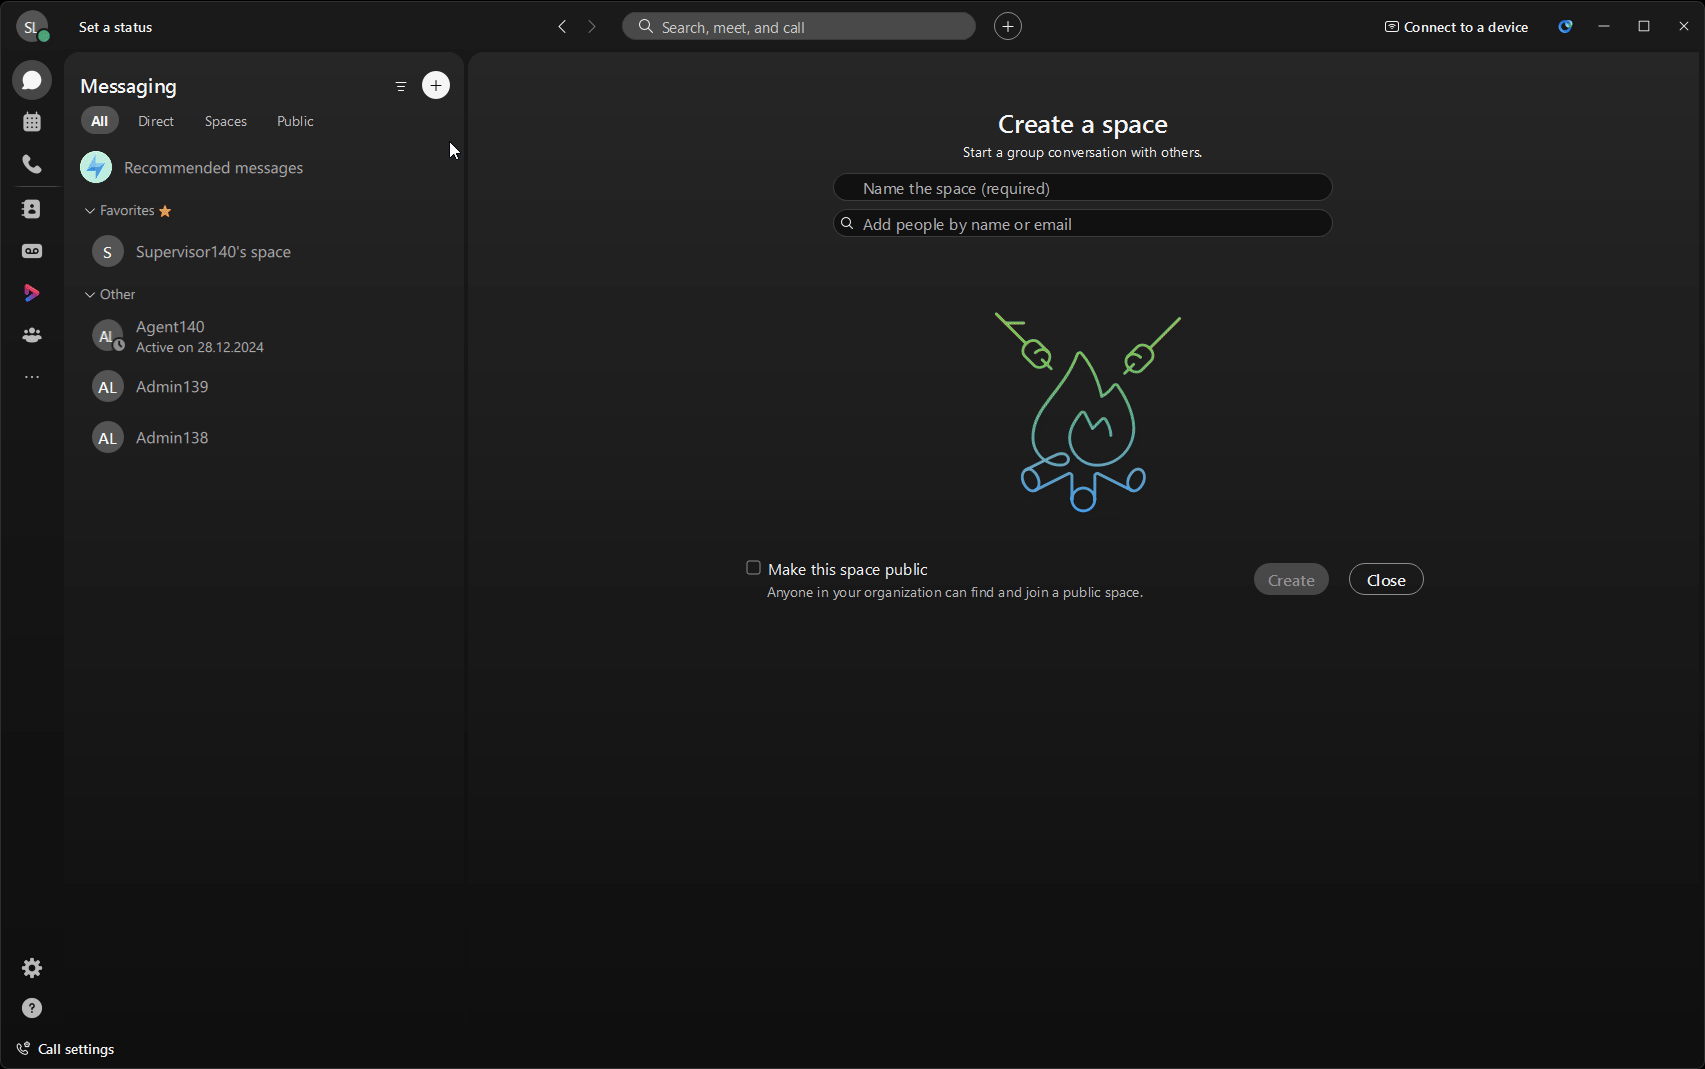 SL
Set a status
Search, meet, and call
Connect to a device
Messaging
All
Direct
Spaces
Public
Recommended messages
Favorites
S
Supervisor140's space
Other
AL
Agent140
Active on 28.12.2024
AL
Admin139
AL
Admin138
Call settings
Create a space
Start a group conversation with others.
Name the space (required)
Add people by name or email
Make this space public
Anyone in your organization can find and join a public space.
Create
Close